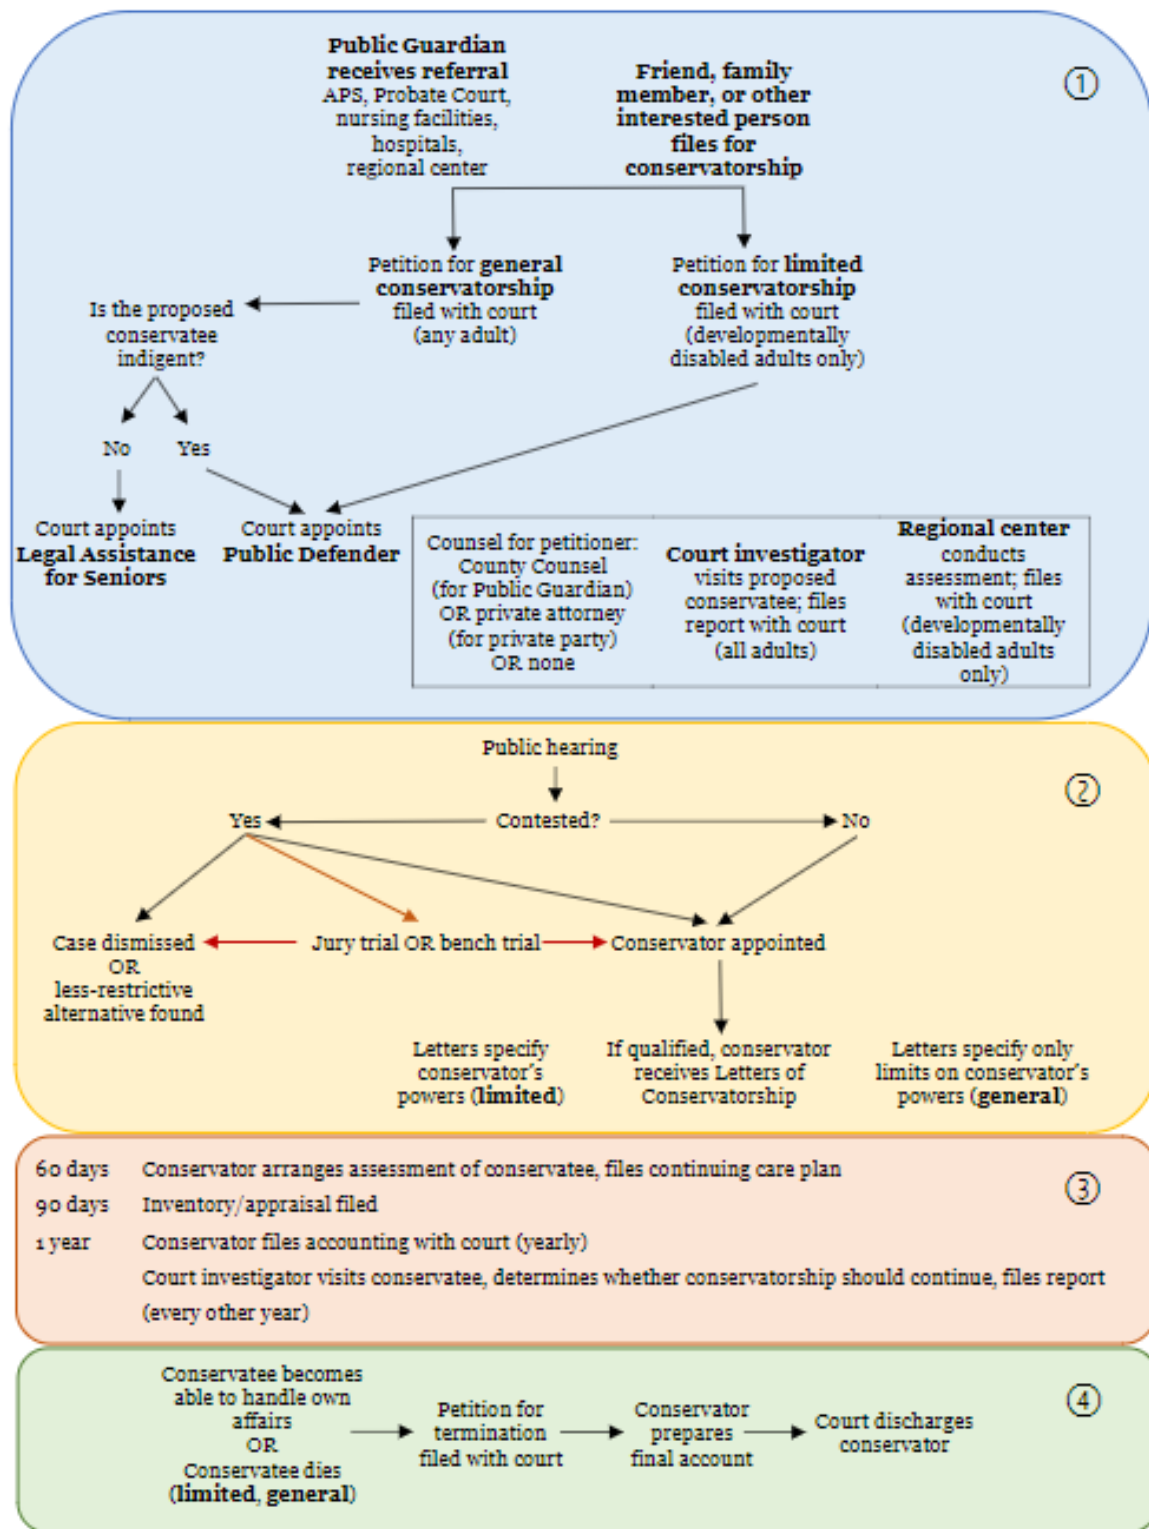 Public Guardian
receives referral
APS, Probate Court,
nursing facilities,
hospitals,
regional center
Friend, family
member, or other
interested person
files for
conservatorship
①
Petition for general
conservatorship
filed with court
(any adult)
Petition for limited
conservatorship
filed with court
(developmentally
disabled adults only)
Is the proposed
conservatee
indigent?
No
Yes
Court appoints
Legal Assistance
for Seniors
Court appoints
Public Defender
Counsel for petitioner:
County Counsel
(for Public Guardian)
OR private attorney
(for private party)
OR none
Court investigator
visits proposed
conservatee; files
report with court
(all adults)
Regional center
conducts
assessment; files
with court
(developmentally
disabled adults
only)
Public hearing
②
Yes
Contested?
No
Case dismissed
OR
less-restrictive
alternative found
Jury trial OR bench trial
Conservator appointed
Letters specify
conservator's
powers (limited)
If qualified, conservator
receives Letters of
Conservatorship
Letters specify only
limits on conservator's
powers (general)
③
60 days Conservator arranges assessment of conservatee, files continuing care plan
90 days Inventory/appraisal filed
1 year Conservator files accounting with court (yearly)
Court investigator visits conservatee, determines whether conservatorship should continue, files report
(every other year)
④
Conservatee becomes
able to handle own
affairs
OR
Conservatee dies
(limited, general)
Petition for
termination
filed with court
Conservator
prepares
final account
Court discharges
conservator